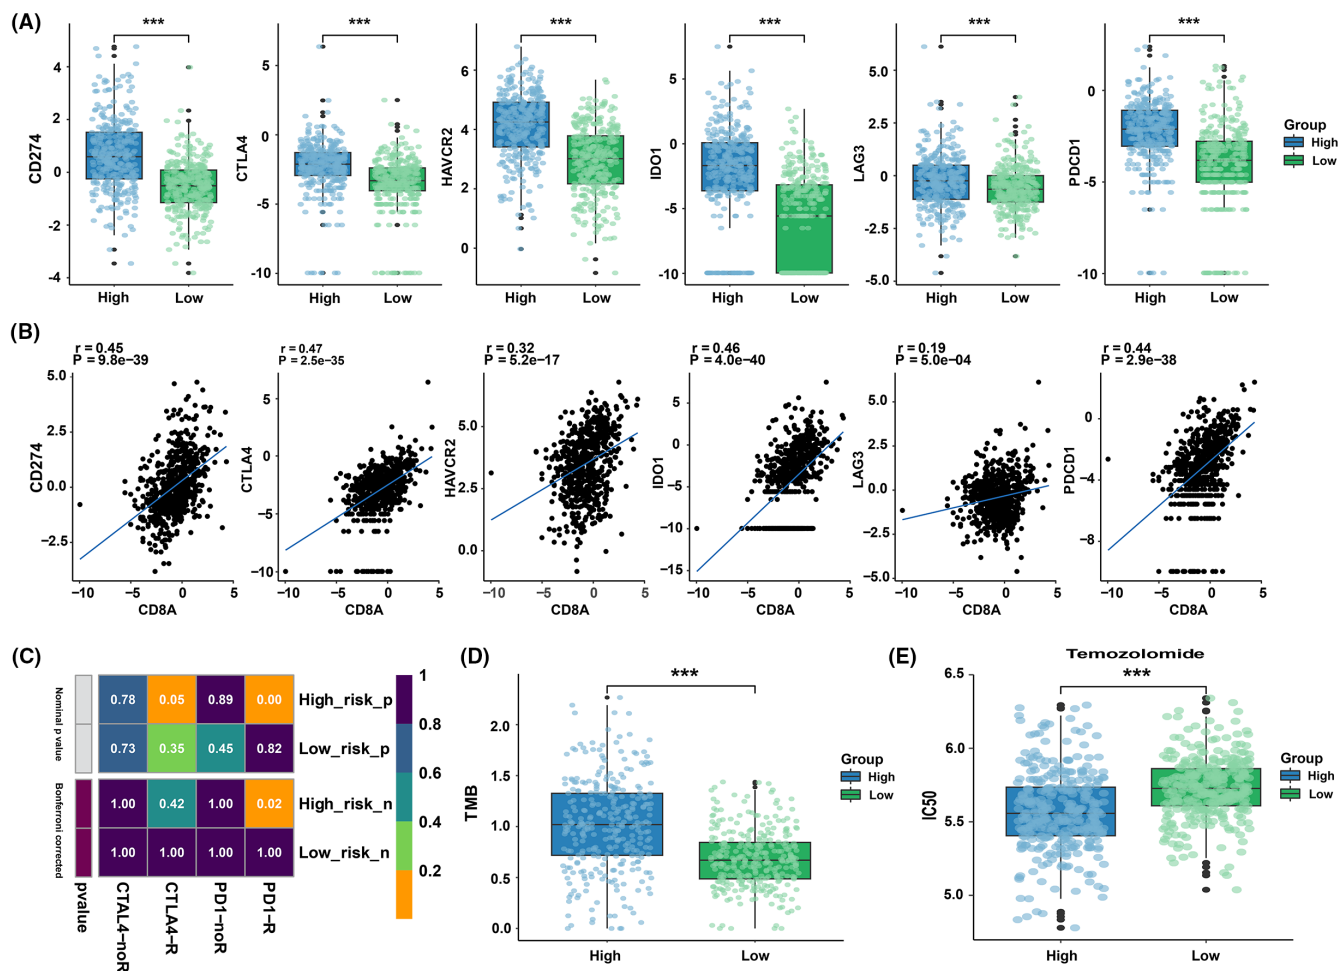 (A)
***
***
***
***
***
***
CD274
4
2
0
-2
-4
High
Low
CTLA4
5
0
-5
-10
High
Low
HAVCR2
6
4
2
0
High
Low
IDO1
5
0
-5
-10
High
Low
LAG3
5.0
2.5
0
-2.5
-5.0
High
Low
PDCD1
0
-5
-10
High
Low
Group
High
Low
(B)
r = 0.45
P = 9.8e−39
CD274
5.0
2.5
0.0
−2.5
−10
−5
0
5
CD8A
r = 0.47
P = 2.5e−35
CTLA4
5
0
−5
−10
−10
−5
0
5
CD8A
r = 0.32
P = 5.2e−17
HAVCR2
5.0
2.5
0.0
−10
−5
0
5
CD8A
r = 0.46
P = 4.0e−40
IDO1
5
0
−5
−10
−15
−10
−5
0
5
CD8A
r = 0.19
P = 5.0e−04
LAG3
5.0
2.5
0.0
−2.5
−5.0
−10
−5
0
5
CD8A
r = 0.44
P = 2.9e−38
PDCD1
0
−4
−8
−10
−5
0
5
CD8A
(C)
Nominal p value
Bonferroni corrected
0.78 0.05 0.89 0.00 High_risk_p
0.73 0.35 0.45 0.82 Low_risk_p
1.00 0.42 1.00 0.02 High_risk_n
1.00 1.00 1.00 1.00 Low_risk_n
pvalue
CTAL4−noR
CTLA4−R
PD1−noR
PD1−R
1
0.8
0.6
0.4
0.2
(D)
***
TMB
2.0
1.5
1.0
0.5
0.0
High
Low
Group
High
Low
(E)
Temozolomide
***
IC50
6.5
6.0
5.5
5.0
High
Low
Group
High
Low